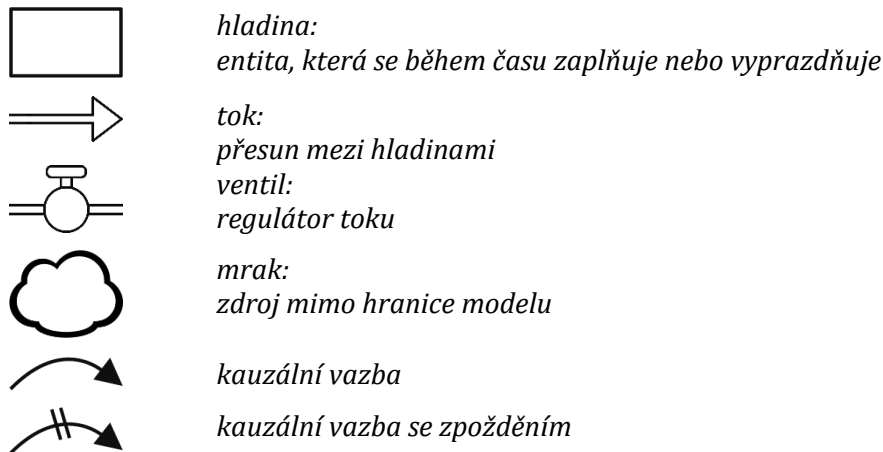 hladina:
entita, která se během času zaplňuje nebo vyprazdňuje
tok:
přesun mezi hladinami
ventil:
regulátor toku
mrak:
zdroj mimo hranice modelu
kauzální vazba
kauzální vazba se zpožděním